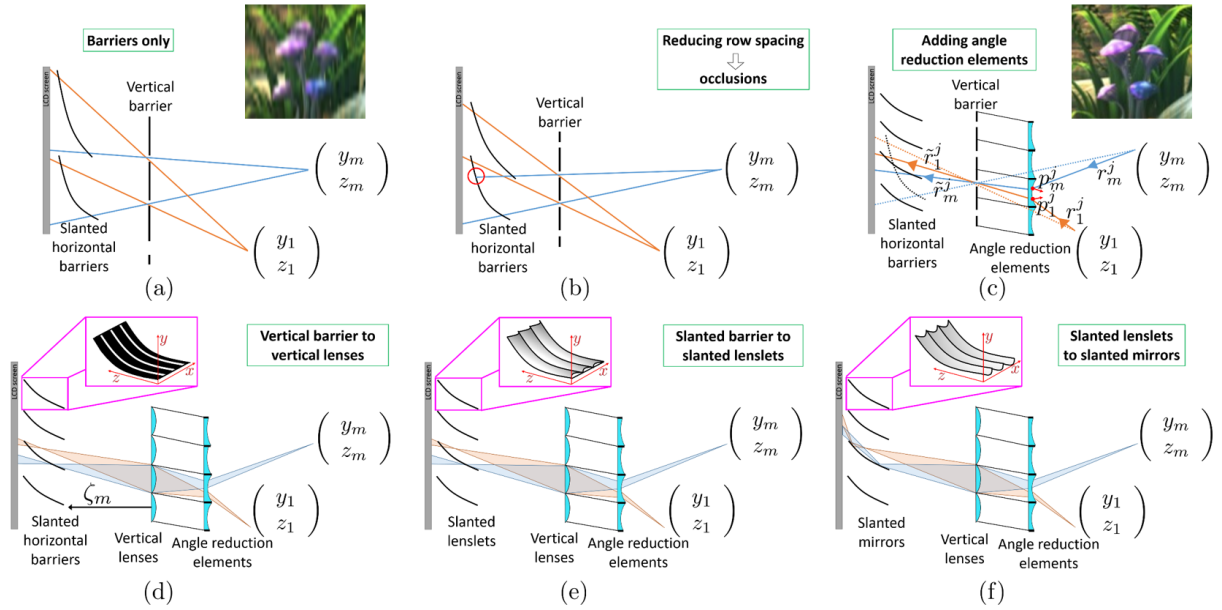 Barriers only
LCD screen
Vertical
barrier
y_m
z_m
Slanted
horizontal
barriers
y_1
z_1
(a)
Reducing row spacing
occlusions
LCD screen
Vertical
barrier
y_m
z_m
Slanted
horizontal
barriers
y_1
z_1
(b)
Adding angle
reduction elements
LCD screen
Vertical
barrier
r̃_1^j
r̃_m^j
p_m^j
p_1^j
r_m^j
r_1^j
y_m
z_m
Slanted
horizontal
barriers
Angle reduction
elements
y_1
z_1
(c)
Vertical barrier to
vertical lenses
LCD screen
y
z
x
y_m
z_m
ζ_m
y_1
z_1
Slanted
horizontal
barriers
Vertical
lenses
Angle reduction
elements
(d)
Slanted barrier to
slanted lenslets
LCD screen
y
z
x
y_m
z_m
y_1
z_1
Slanted
lenslets
Vertical
lenses
Angle reduction
elements
(e)
Slanted lenslets
to slanted mirrors
LCD screen
y
z
x
y_m
z_m
y_1
z_1
Slanted
mirrors
Vertical
lenses
Angle reduction
elements
(f)